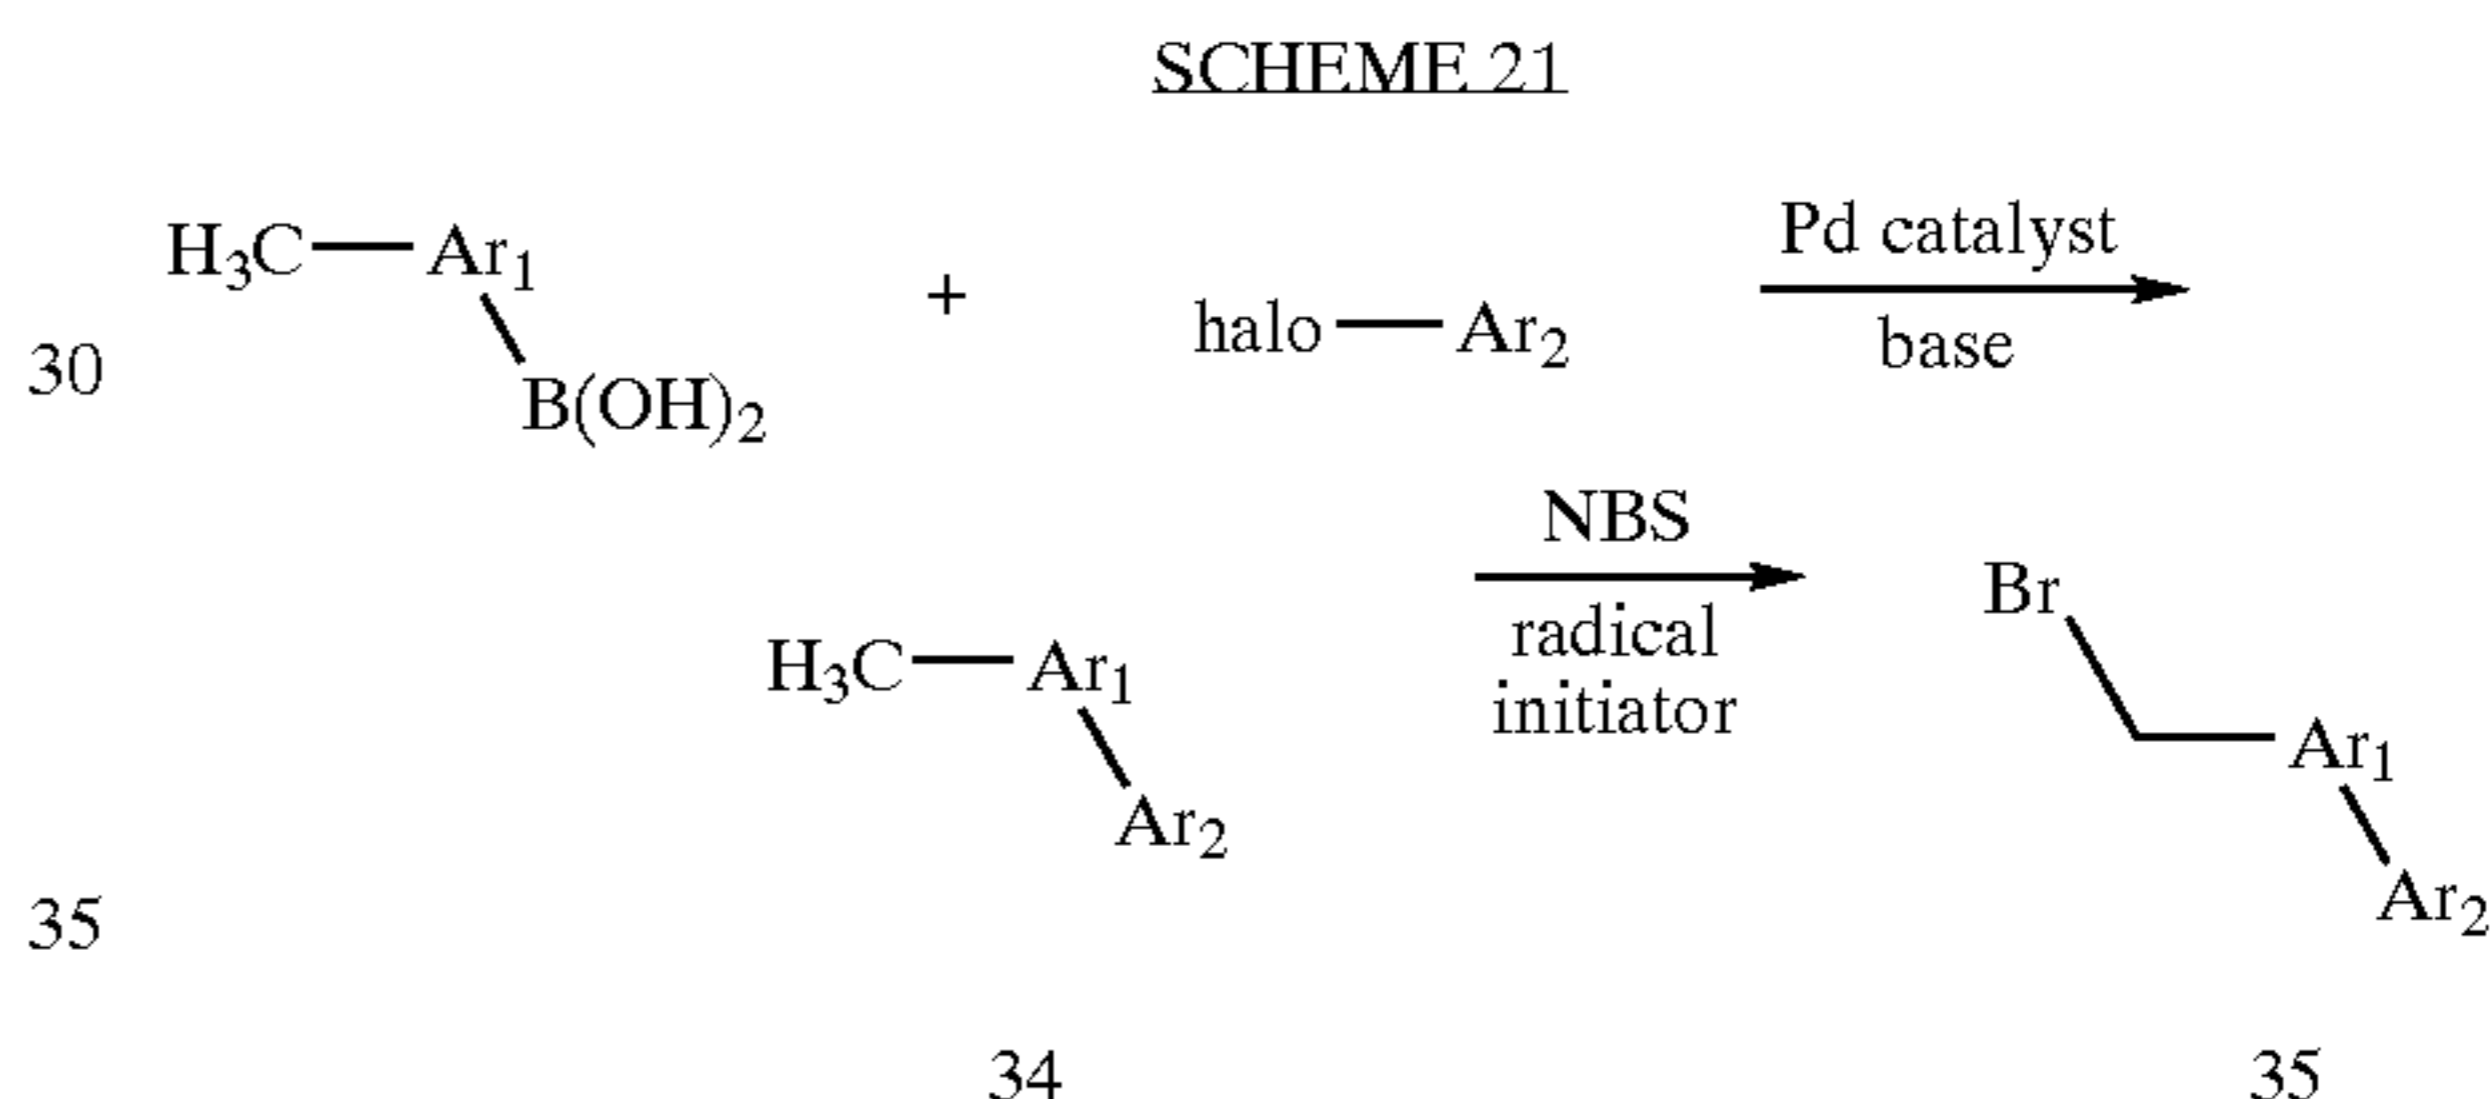 SCHEME 21
H3C—Ar1
B(OH)2
+
halo—Ar2
Pd catalyst
base
30
H3C—Ar1
Ar2
NBS
radical
initiator
Br
Ar1
Ar2
35
34
35